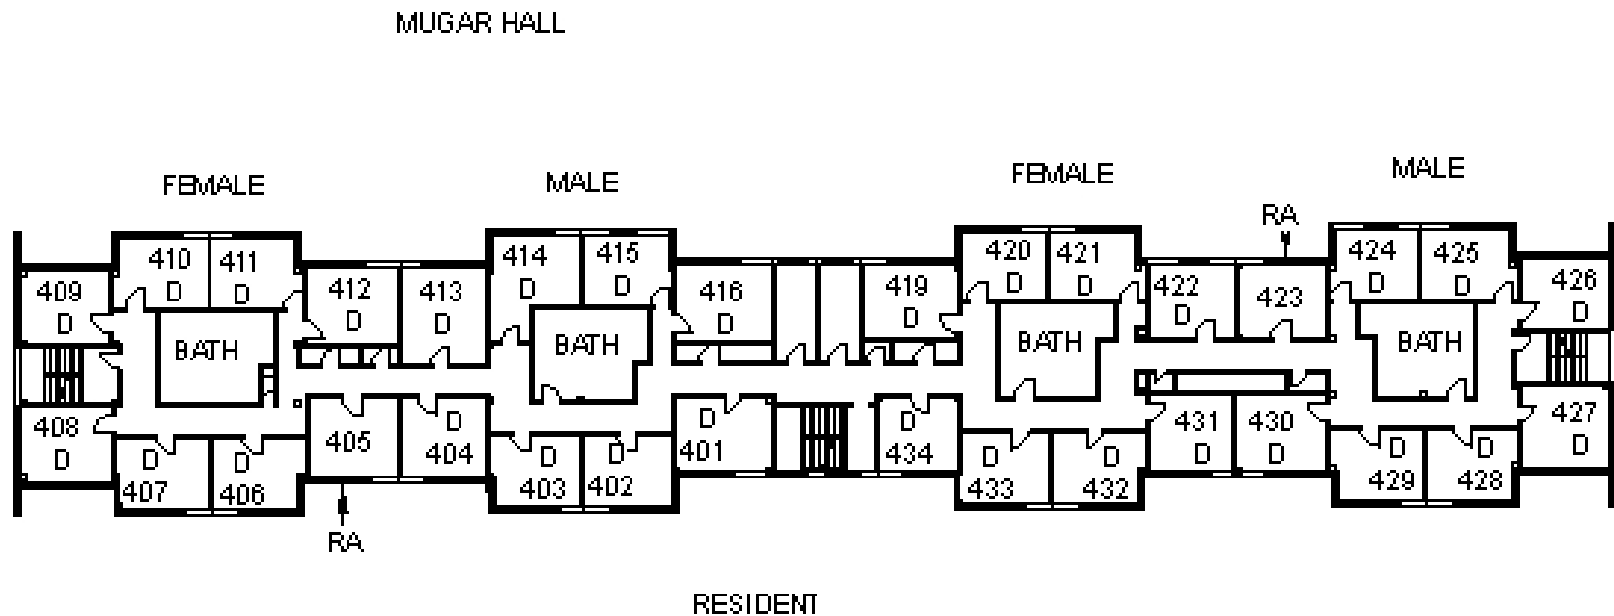 MUGAR HALL
FEMALE MALE FEMALE MALE
RA
410 D 411 D 414 D 415 D 420 D 421 D 424 D 425 D
409 D 412 D 413 D 416 D 419 D 422 D 423 426 D
BATH BATH BATH BATH
408 D 405 D 404 D 401 D 434 431 D 430 D 427 D
D 407 D 406 D 403 D 402 D 433 D 432 D 429 D 428
RA
RESIDENT